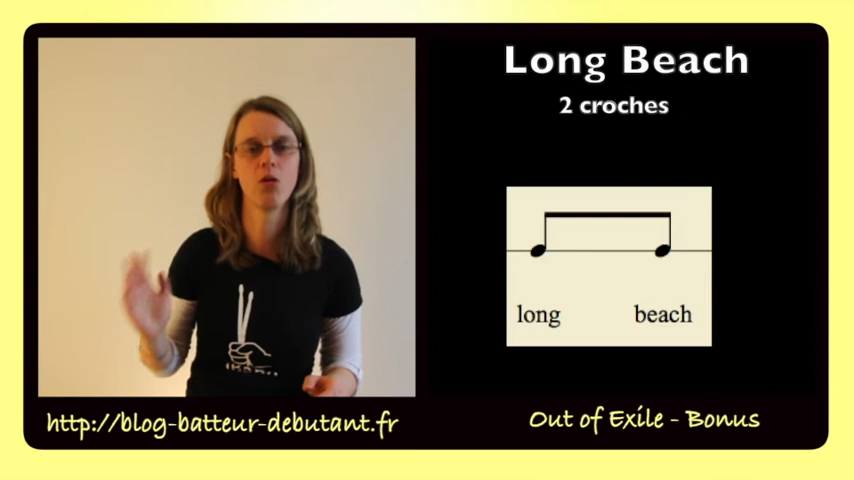 Long Beach
2 croches
long beach
http://blog-batteur-debutant.fr
Out of Exile - Bonus